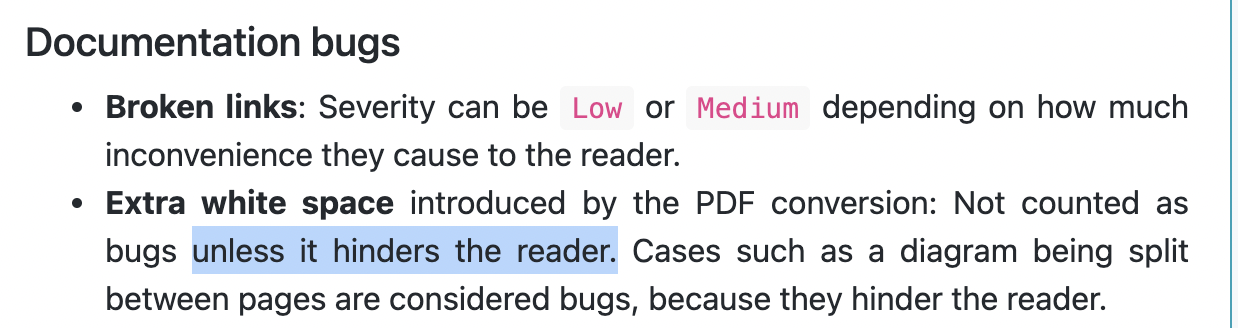 Documentation bugs
• Broken links: Severity can be Low or Medium depending on how much
inconvenience they cause to the reader.
• Extra white space introduced by the PDF conversion: Not counted as
bugs unless it hinders the reader. Cases such as a diagram being split
between pages are considered bugs, because they hinder the reader.